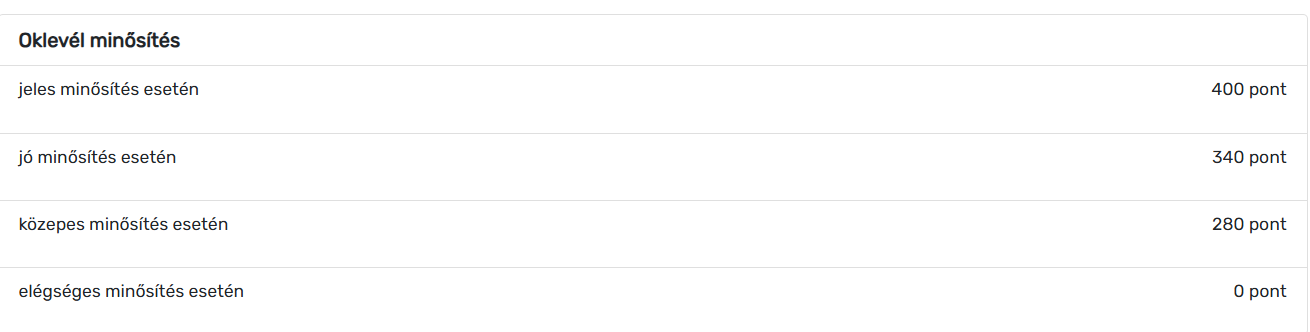 Oklevél minősítés
jeles minősítés esetén 400 pont
jó minősítés esetén 340 pont
közepes minősítés esetén 280 pont
elégséges minősítés esetén 0 pont